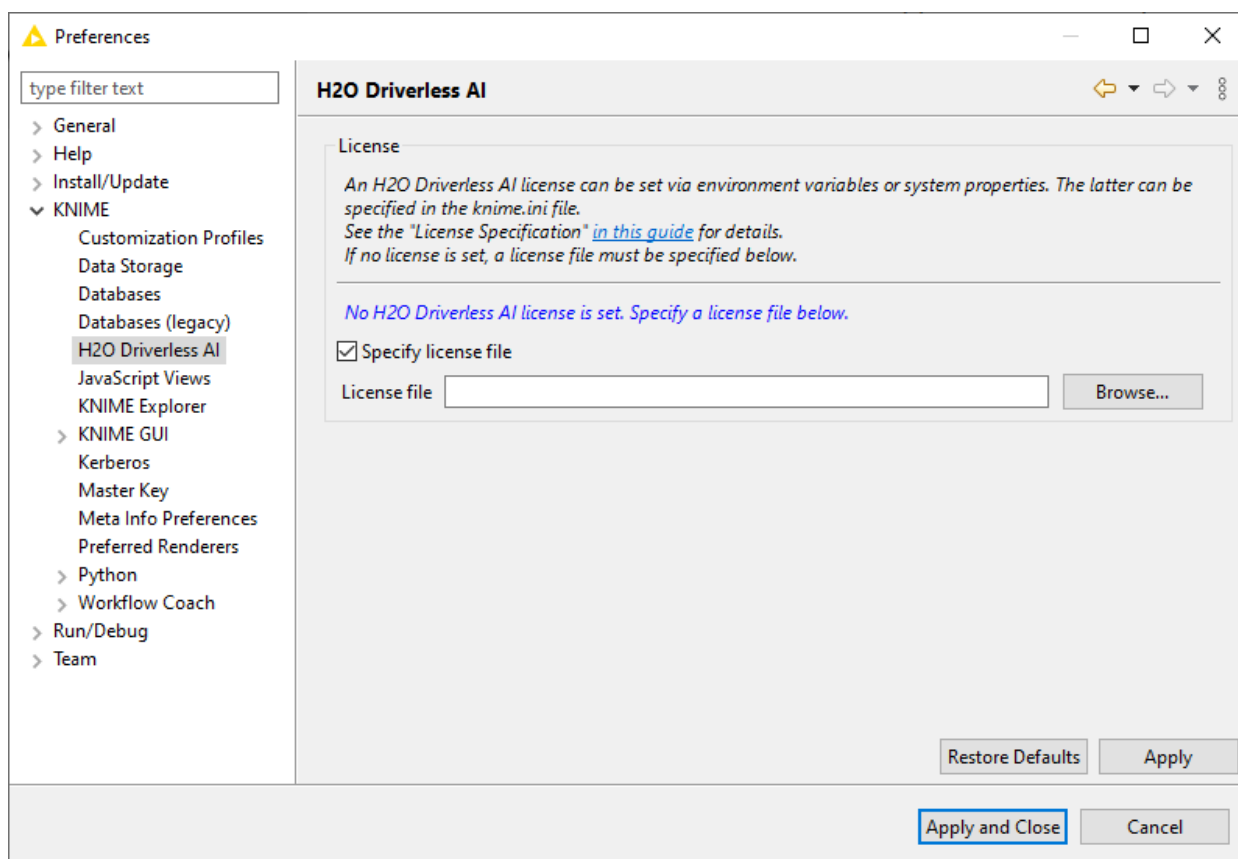 Preferences
type filter text
General
Help
Install/Update
KNIME
Customization Profiles
Data Storage
Databases
Databases (legacy)
H2O Driverless AI
JavaScript Views
KNIME Explorer
KNIME GUI
Kerberos
Master Key
Meta Info Preferences
Preferred Renderers
Python
Workflow Coach
Run/Debug
Team
H2O Driverless AI
License
An H2O Driverless AI license can be set via environment variables or system properties. The latter can be
specified in the knime.ini file.
See the "License Specification" in this guide for details.
If no license is set, a license file must be specified below.
No H2O Driverless AI license is set. Specify a license file below.
Specify license file
License file Browse...
Restore Defaults Apply
Apply and Close Cancel